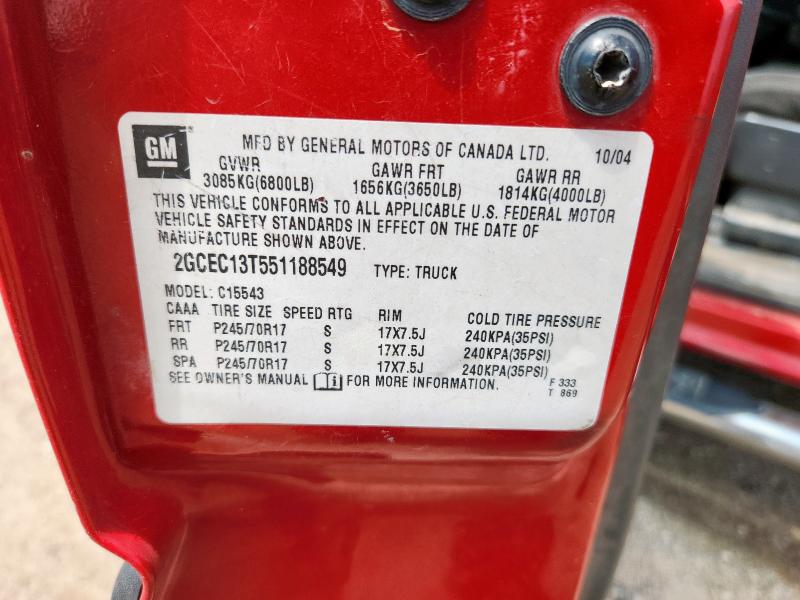 GM MFD BY GENERAL MOTORS OF CANADA LTD. 10/04
GVWR GAWR FRT GAWR RR
3085KG(6800LB) 1656KG(3650LB) 1814KG(4000LB)
THIS VEHICLE CONFORMS TO ALL APPLICABLE U.S. FEDERAL MOTOR
VEHICLE SAFETY STANDARDS IN EFFECT ON THE DATE OF
MANUFACTURE SHOWN ABOVE.
2GCEC13T551188549 TYPE: TRUCK
MODEL: C15543
CAAA TIRE SIZE SPEED RTG RIM COLD TIRE PRESSURE
FRT P245/70R17 S 17X7.5J 240KPA(35PSI)
RR P245/70R17 S 17X7.5J 240KPA(35PSI)
SPA P245/70R17 S 17X7.5J 240KPA(35PSI)
SEE OWNER'S MANUAL i FOR MORE INFORMATION.
F 333
T 869